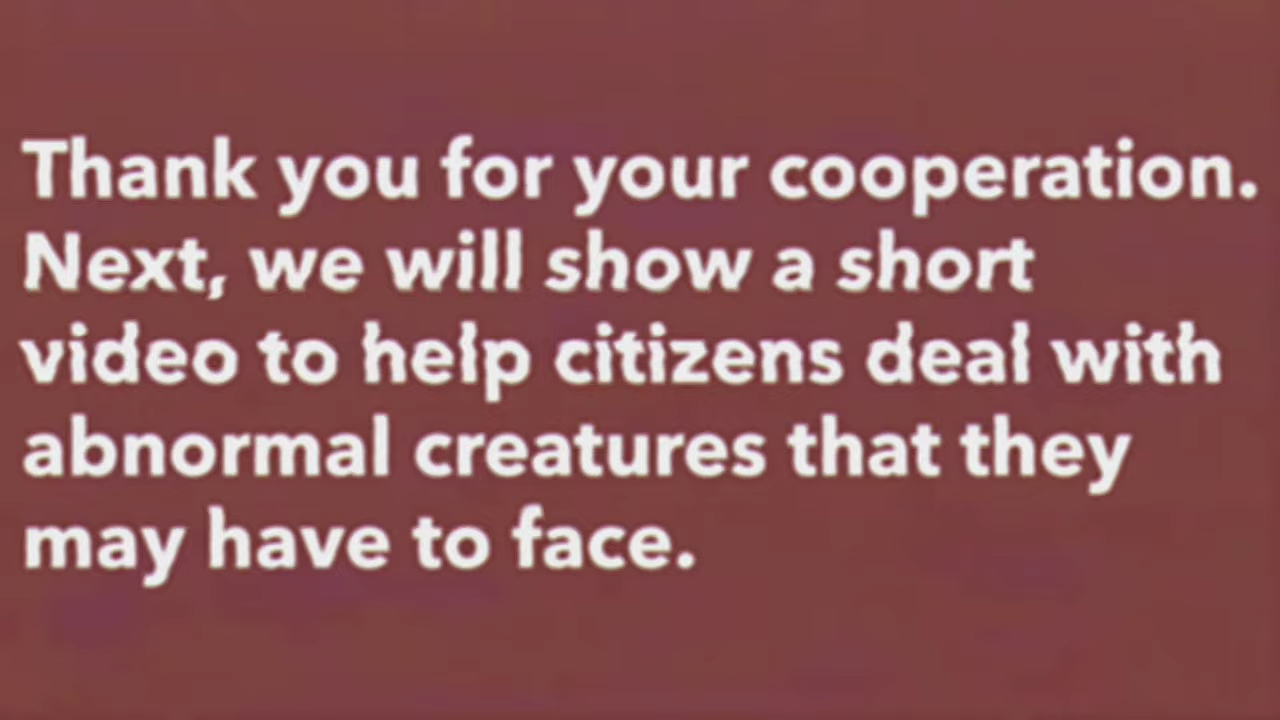 Thank you for your cooperation.
Next, we will show a short
video to help citizens deal with
abnormal creatures that they
may have to face.